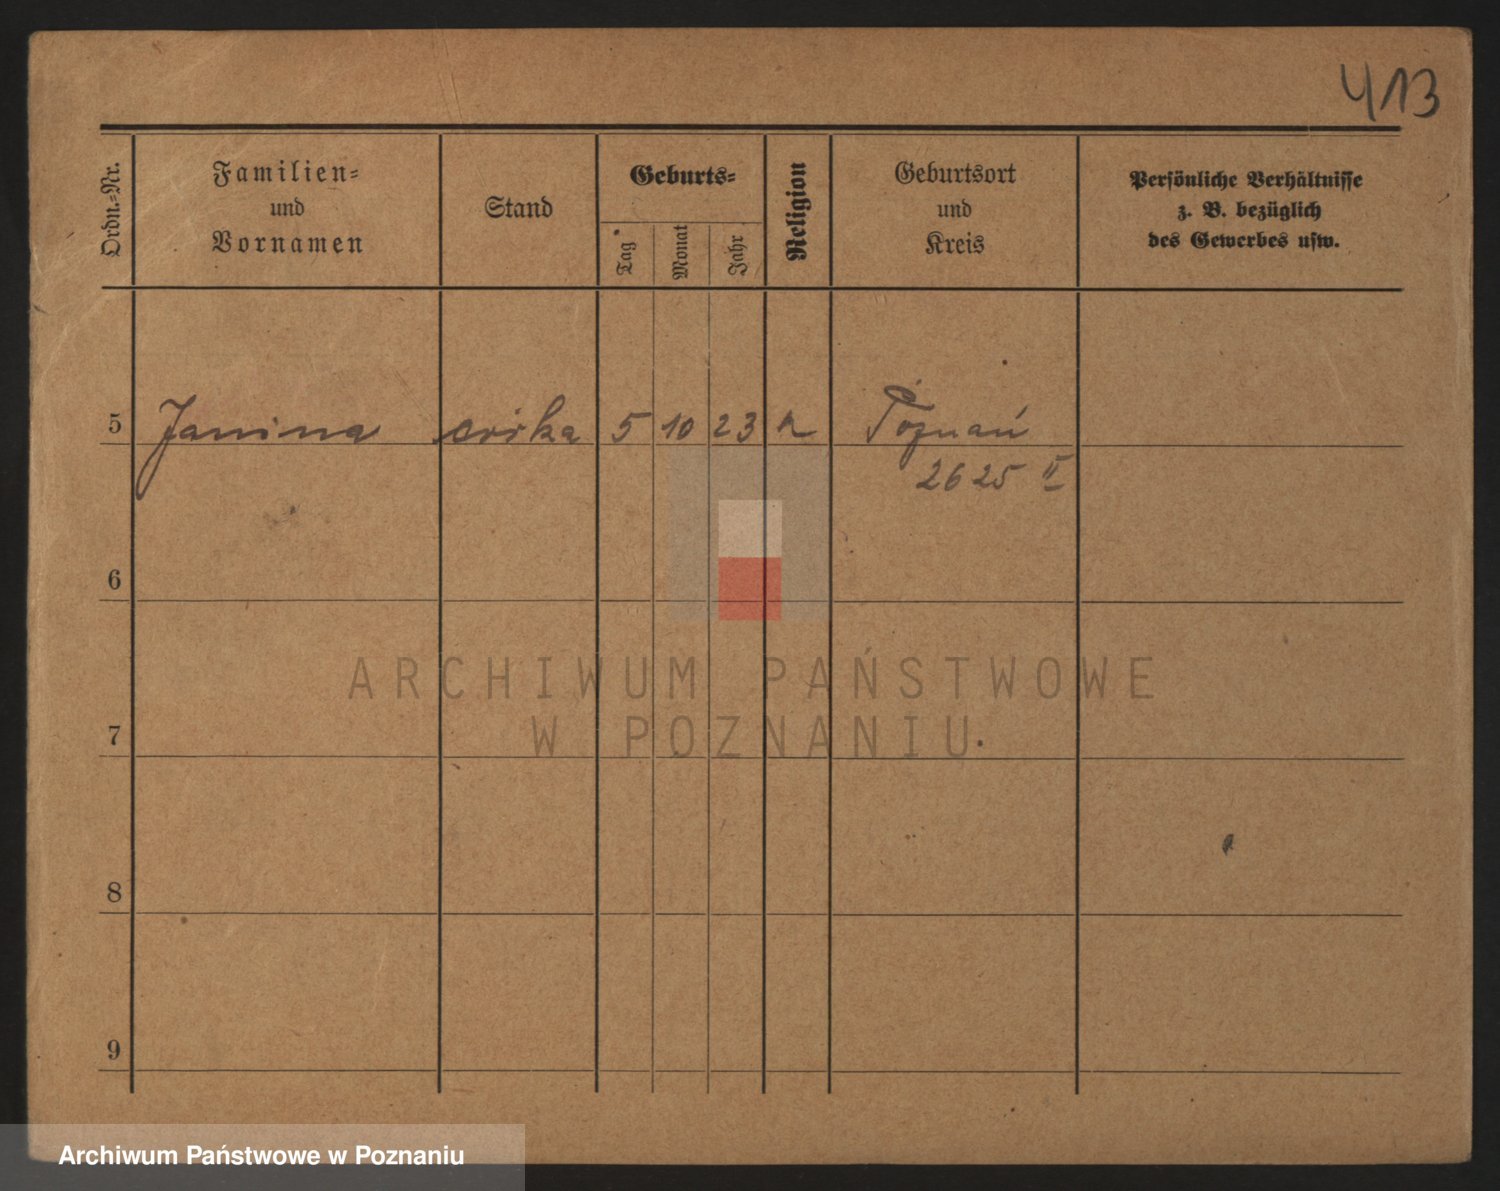 413
Ordn.-Nr.
Familien-
und
Vornamen
Stand
Geburts-
Tag
Monat
Jahr
Religion
Geburtsort
und
Kreis
Persönliche Verhältnisse
z. B. bezüglich
des Gewerbes usw.
5 Janina córka 5 10 23 k Poznań
2625 II
6
7
8
9
ARCHIWUM PAŃSTWOWE
W POZNANIU
Archiwum Państwowe w Poznaniu